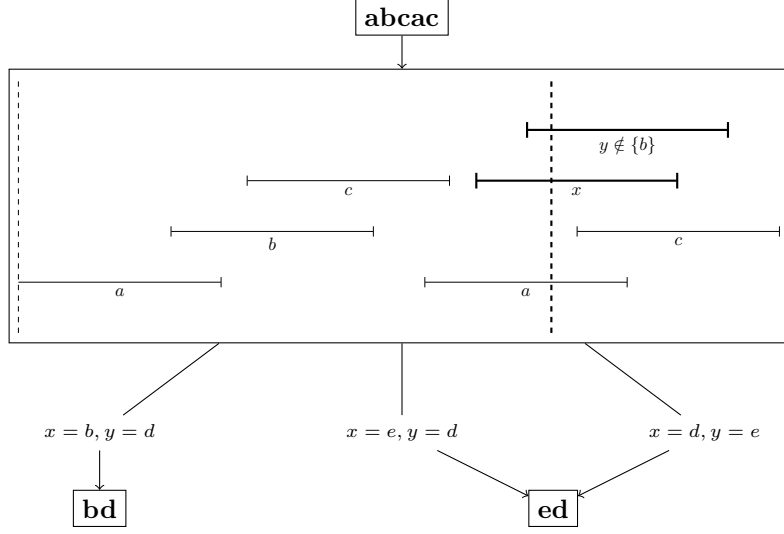 abcac
y ∉ {b}
c
x
b
c
a
a
x = b, y = d
x = e, y = d
x = d, y = e
bd
ed